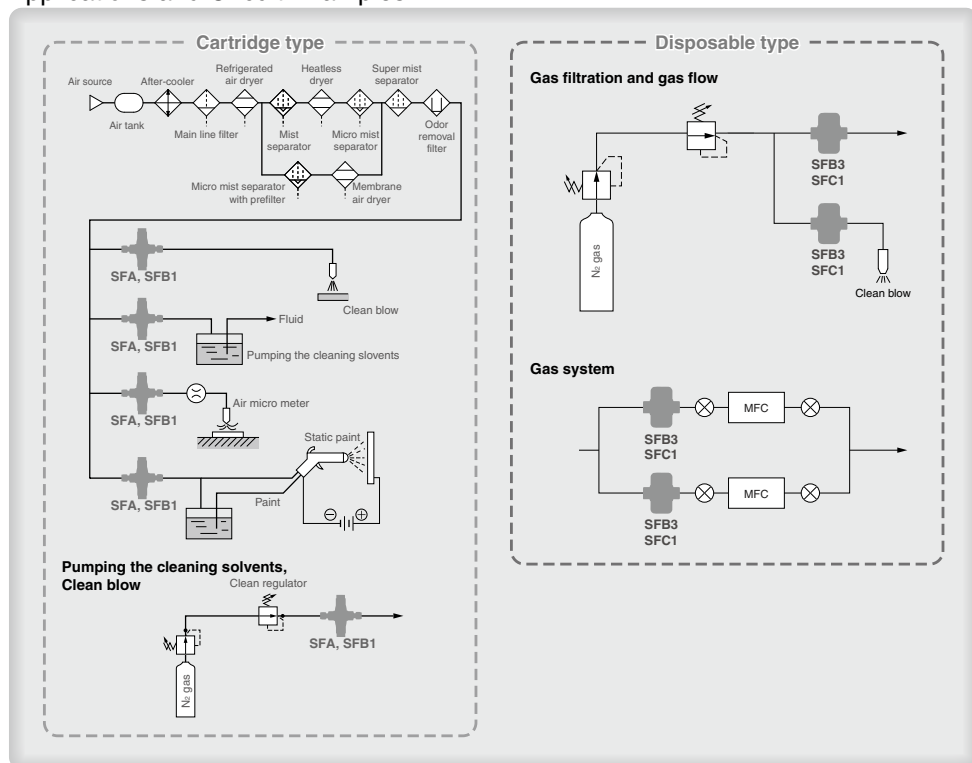 Applications and Circuit Examples
Cartridge type
Air source
Air tank
After-cooler
Main line filter
Refrigerated
air dryer
Mist
separator
Heatless
dryer
Micro mist
separator
Super mist
separator
Odor
removal
filter
Micro mist separator
with prefilter
Membrane
air dryer
SFA, SFB1
Clean blow
SFA, SFB1
Fluid
Pumping the cleaning slovents
SFA, SFB1
Air micro meter
SFA, SFB1
Static paint
Paint
Pumping the cleaning solvents,
Clean blow
Clean regulator
N2 gas
SFA, SFB1
Disposable type
Gas filtration and gas flow
N2 gas
SFB3
SFC1
SFB3
SFC1
Clean blow
Gas system
SFB3
SFC1
MFC
SFB3
SFC1
MFC